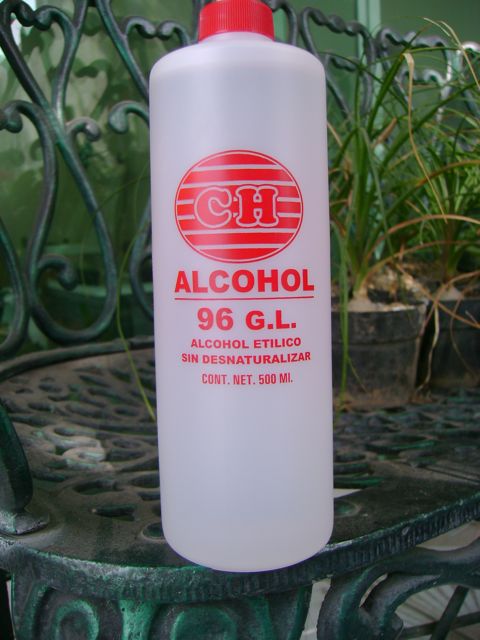 CH
ALCOHOL
96 G.L.
ALCOHOL ETILICO
SIN DESNATURALIZAR
CONT. NET. 500 Ml.